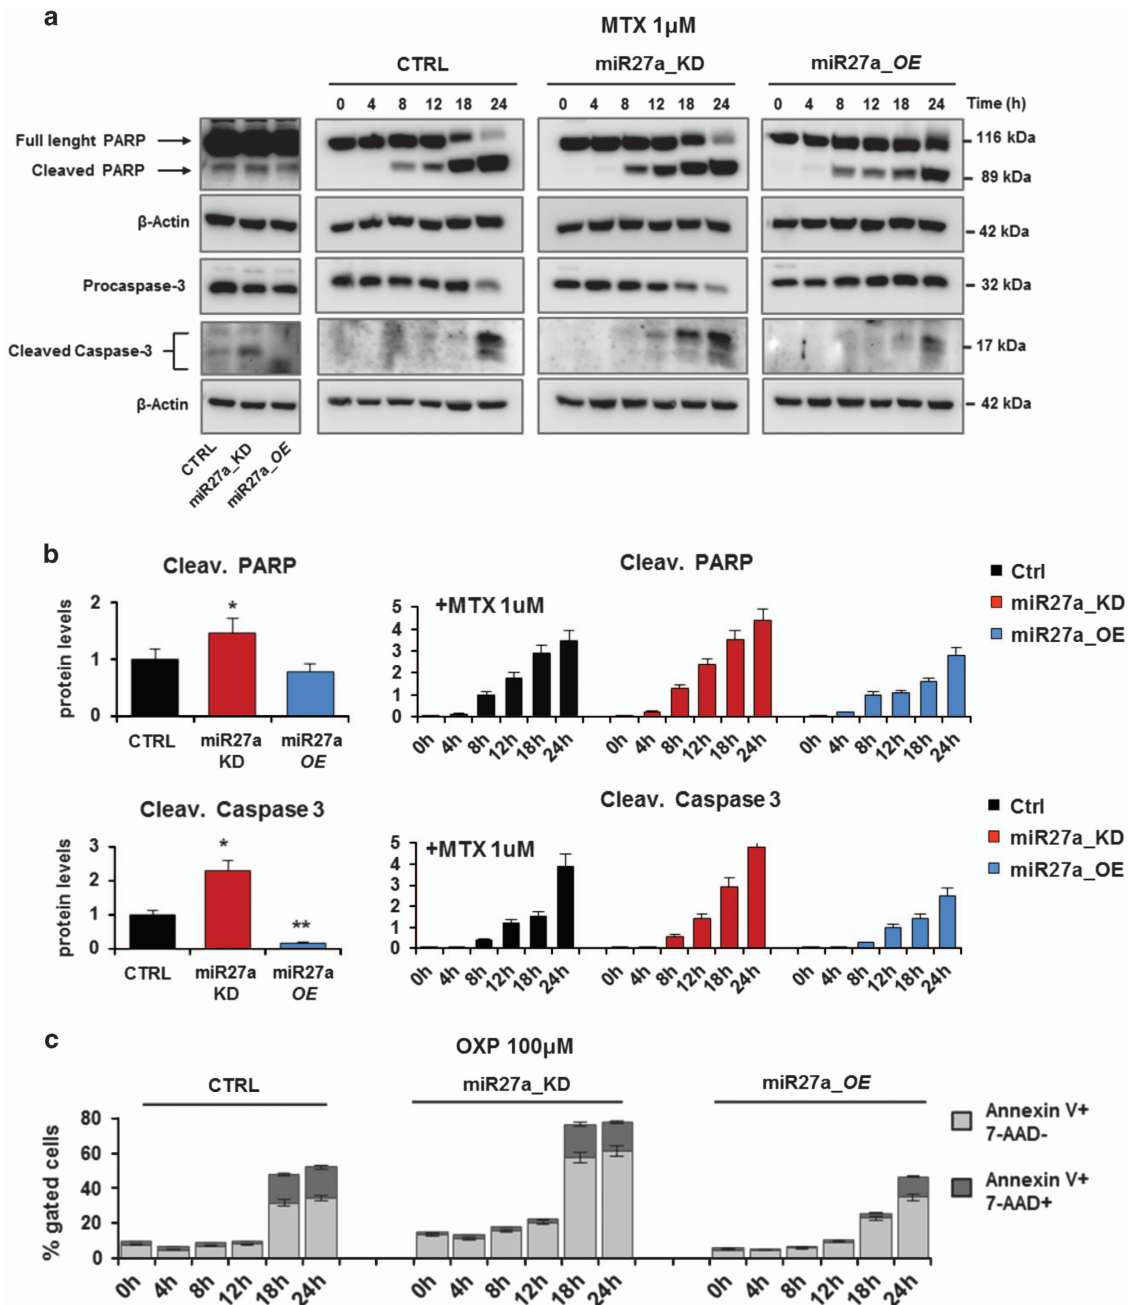 a
MTX 1µM
CTRL miR27a_KD miR27a_OE
0 4 8 12 18 24 0 4 8 12 18 24 0 4 8 12 18 24 Time (h)
Full lenght PARP 116 kDa
Cleaved PARP 89 kDa
β-Actin 42 kDa
Procaspase-3 32 kDa
Cleaved Caspase-3 17 kDa
β-Actin 42 kDa
CTRL miR27a_KD miR27a_OE
b
Cleav. PARP Cleav. PARP
protein levels
2
1
0
*
CTRL miR27a KD miR27a OE
+MTX 1uM
5
4
3
2
1
0
0h 4h 8h 12h 18h 24h 0h 4h 8h 12h 18h 24h 0h 4h 8h 12h 18h 24h
Ctrl
miR27a_KD
miR27a_OE
Cleav. Caspase 3 Cleav. Caspase 3
protein levels
3
2
1
0
*
**
CTRL miR27a KD miR27a OE
+MTX 1uM
5
4
3
2
1
0
0h 4h 8h 12h 18h 24h 0h 4h 8h 12h 18h 24h 0h 4h 8h 12h 18h 24h
Ctrl
miR27a_KD
miR27a_OE
c
OXP 100µM
CTRL miR27a_KD miR27a_OE
% gated cells
80
60
40
20
0
0h 4h 8h 12h 18h 24h 0h 4h 8h 12h 18h 24h 0h 4h 8h 12h 18h 24h
Annexin V+
7-AAD-
Annexin V+
7-AAD+